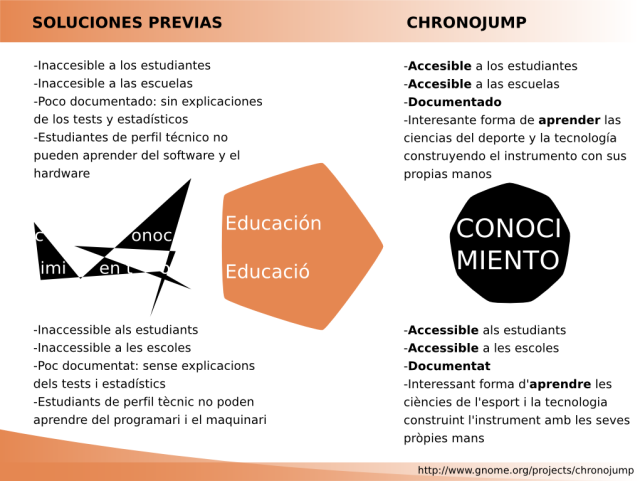 SOLUCIONES PREVIAS
-Inaccesible a los estudiantes
-Inaccesible a las escuelas
-Poco documentado: sin explicaciones
de los tests y estadísticos
-Estudiantes de perfil técnico no
pueden aprender del software y el
hardware
CHRONOJUMP
-Accesible a los estudiantes
-Accesible a las escuelas
-Documentado
-Interesante forma de aprender las
ciencias del deporte y la tecnología
construyendo el instrumento con sus
propias manos
c onoc
imi en
Educación
Educació
CONOCI
MIENTO
-Inaccessible als estudiants
-Inaccessible a les escoles
-Poc documentat: sense explicacions
dels tests i estadístics
-Estudiants de perfil tècnic no poden
aprendre del programari i el maquinari
-Accessible als estudiants
-Accessible a les escoles
-Documentat
-Interessant forma d'aprendre les
ciències de l'esport i la tecnologia
construint l'instrument amb les seves
pròpies mans
http://www.gnome.org/projects/chronojump